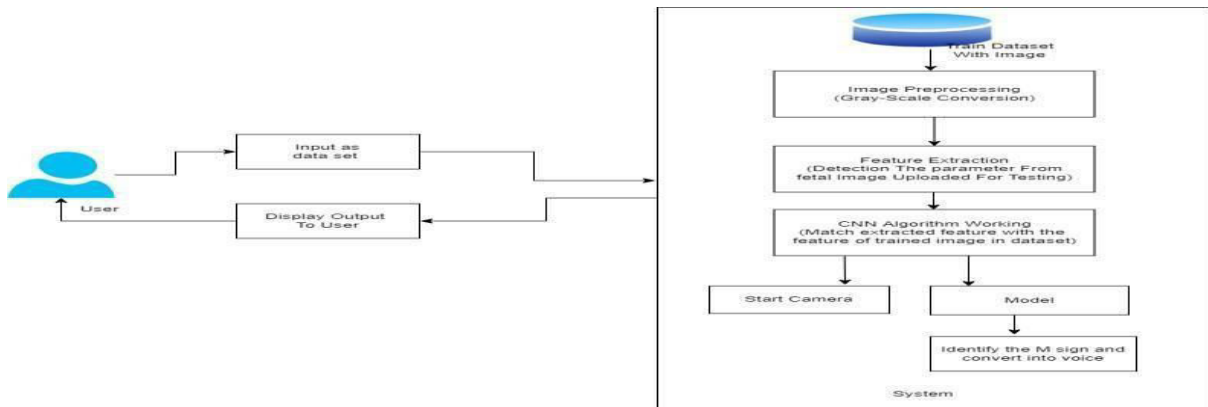 Train Dataset
With Image
Image Preprocessing
(Gray-Scale Conversion)
Input as
data set
Feature Extraction
(Detection The parameter From
fetal Image Uploaded For Testing)
User
Display Output
To User
CNN Algorithm Working
(Match extracted feature with the
feature of trained image in dataset)
Start Camera
Model
Identify the M sign and
convert into voice
System